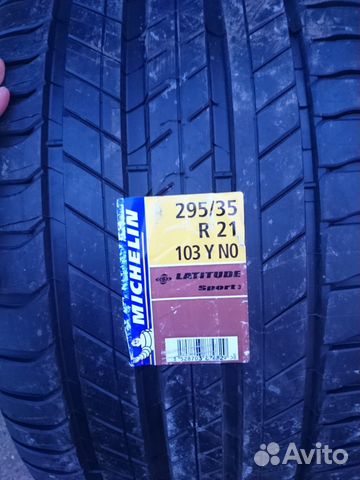 MICHELIN
295/35
R 21
103 Y N0
LATITUDE
Sport 3
Avito